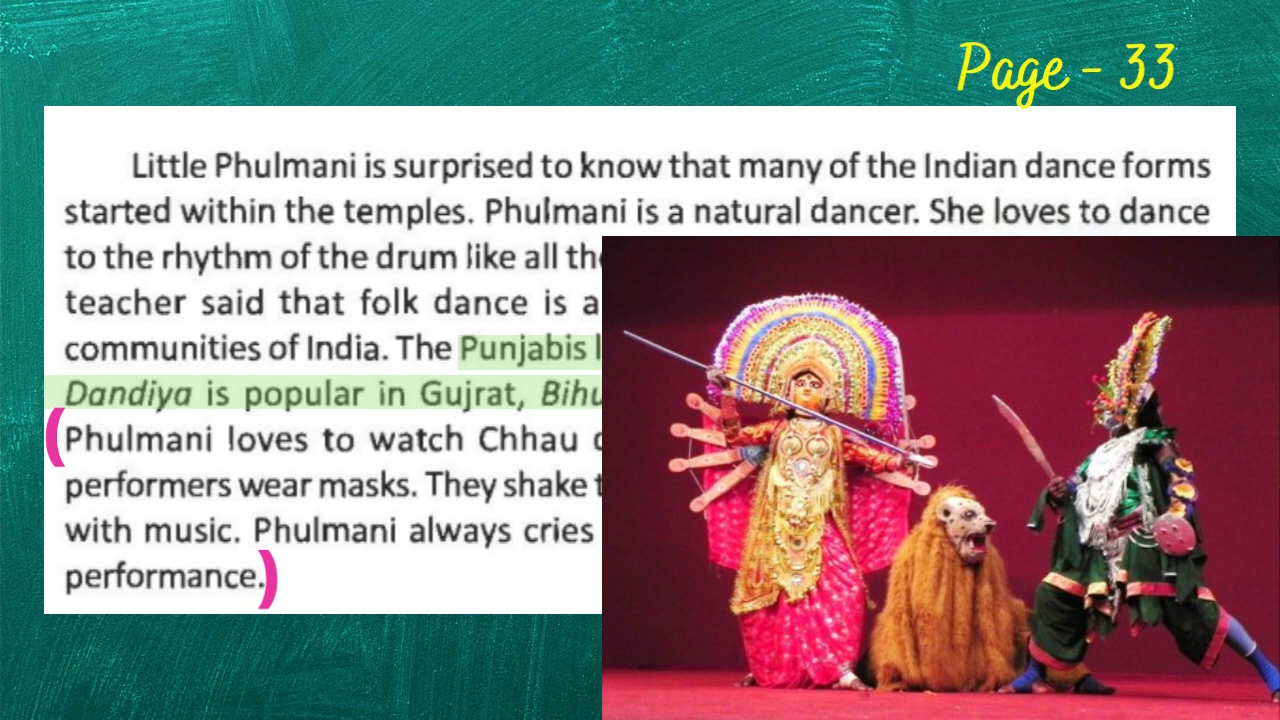 Page - 33
Little Phulmani is surprised to know that many of the Indian dance forms
started within the temples. Phulmani is a natural dancer. She loves to dance
to the rhythm of the drum like all
teacher said that folk dance is a
communities of India. The Punjabis
Dandiya is popular in Gujrat, Bihu
(Phulmani loves to watch Chhau
performers wear masks. They shake
with music. Phulmani always cries
performance.)